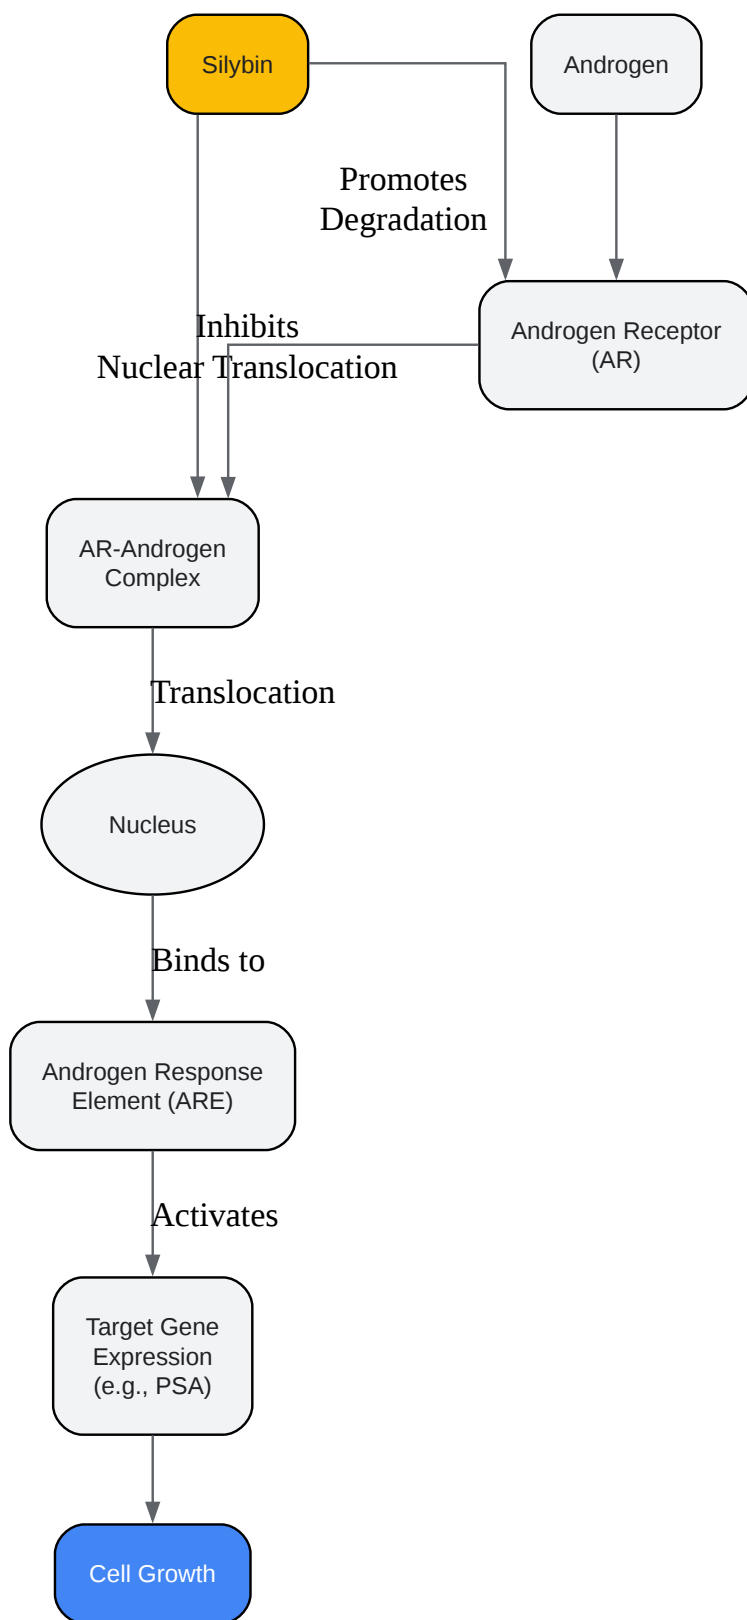 Silybin
Androgen
Promotes
Degradation
Androgen Receptor
(AR)
Inhibits
Nuclear Translocation
AR-Androgen
Complex
Translocation
Nucleus
Binds to
Androgen Response
Element (ARE)
Activates
Target Gene
Expression
(e.g., PSA)
Cell Growth